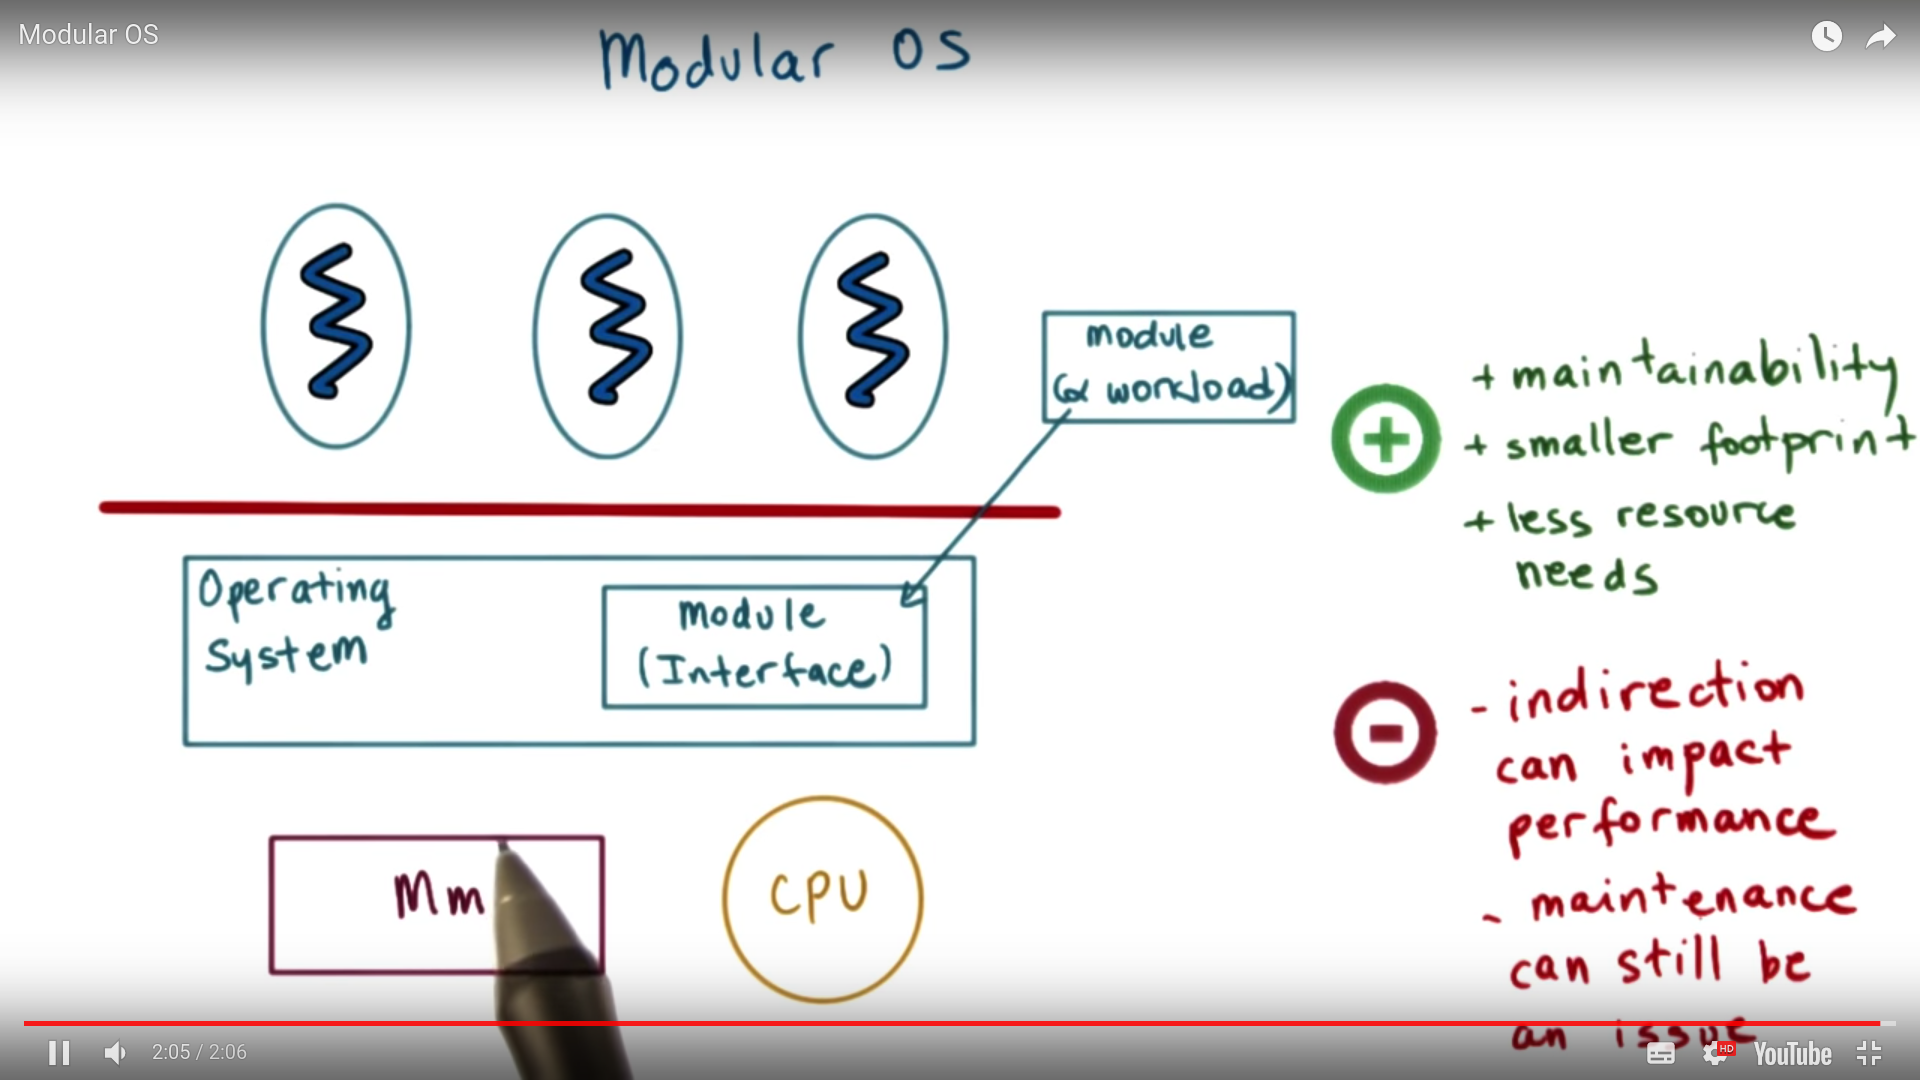 Modular OS
Modular OS
module
(α workload)
+ maintainability
+ smaller footprint
+ less resource
needs
Operating
System
module
(Interface)
- indirection
can impact
performance
- maintenance
can still be
an issue
Mm
CPU
2:05 / 2:06
HD
YouTube